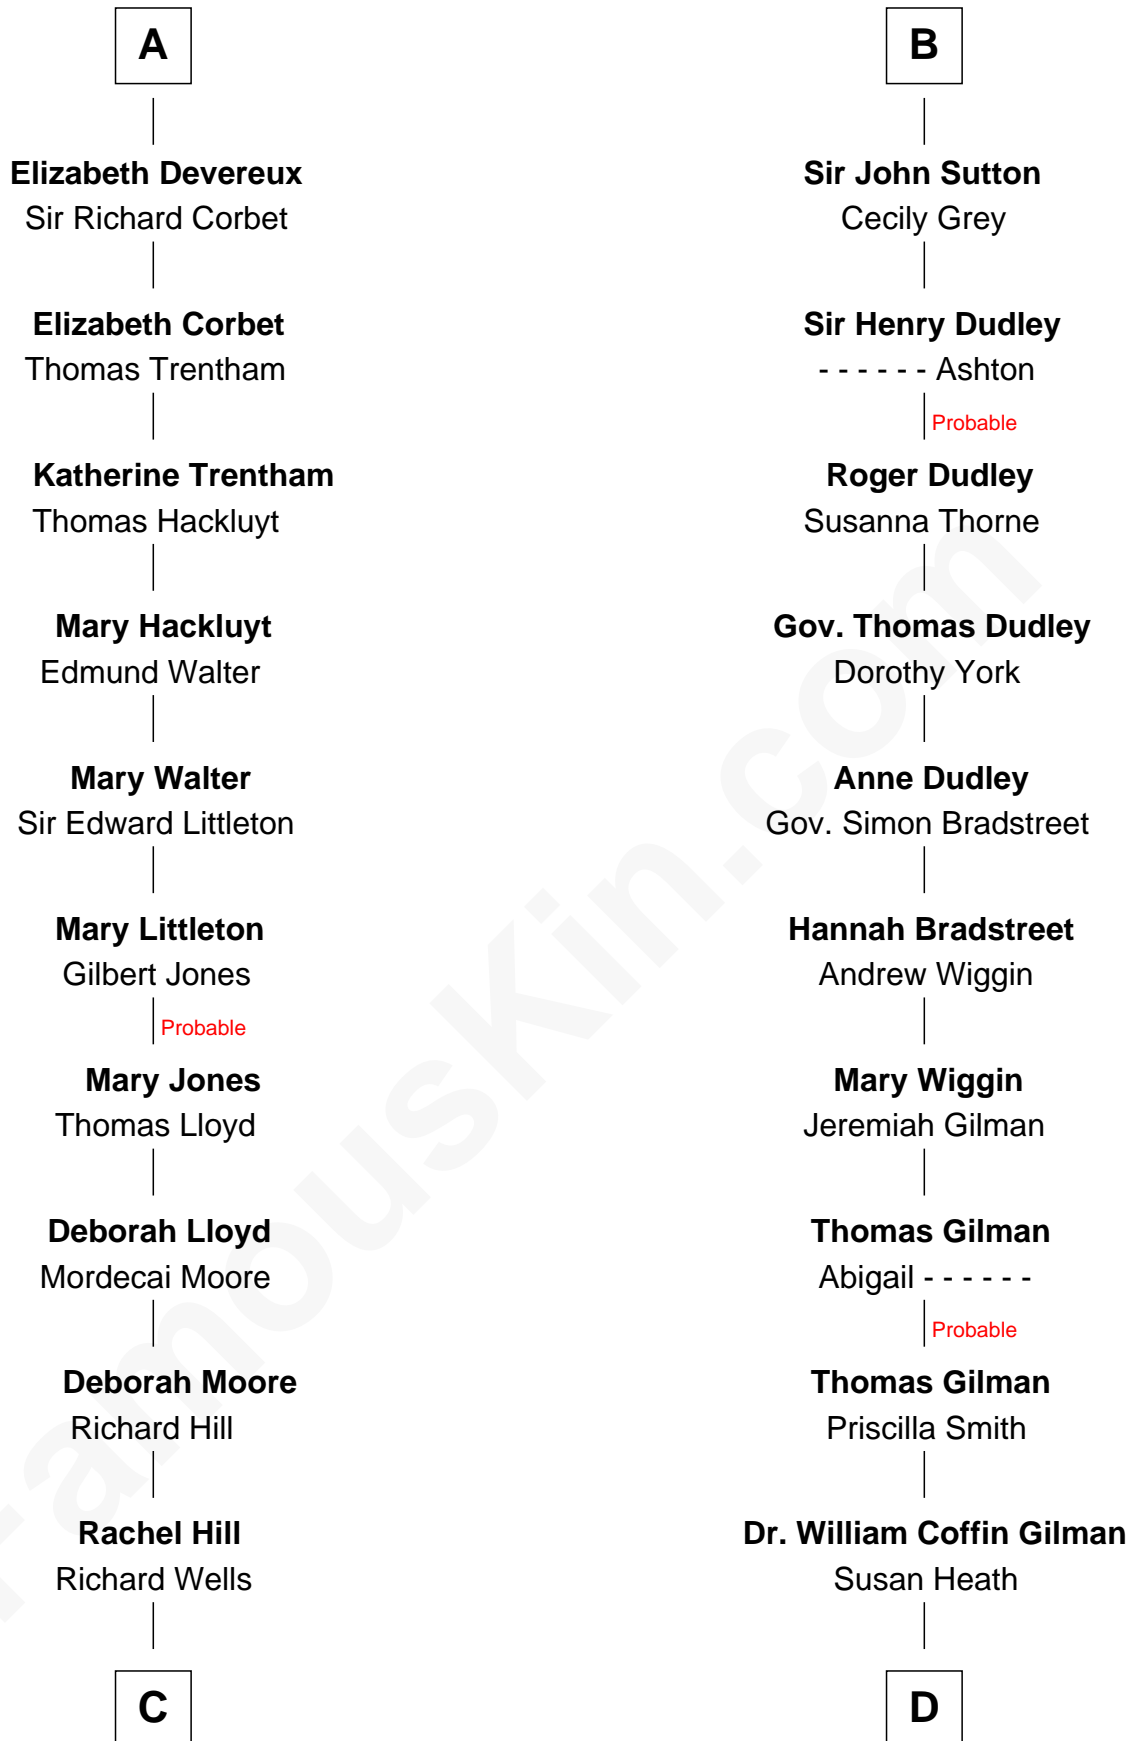 A
Elizabeth Devereux
Sir Richard Corbet
Elizabeth Corbet
Thomas Trentham
Katherine Trentham
Thomas Hackluyt
Mary Hackluyt
Edmund Walter
Mary Walter
Sir Edward Littleton
Mary Littleton
Gilbert Jones
Probable
Mary Jones
Thomas Lloyd
Deborah Lloyd
Mordecai Moore
Deborah Moore
Richard Hill
Rachel Hill
Richard Wells
C
B
Sir John Sutton
Cecily Grey
Sir Henry Dudley
- - - - - - Ashton
Probable
Roger Dudley
Susanna Thorne
Gov. Thomas Dudley
Dorothy York
Anne Dudley
Gov. Simon Bradstreet
Hannah Bradstreet
Andrew Wiggin
Mary Wiggin
Jeremiah Gilman
Thomas Gilman
Abigail - - - - - -
Probable
Thomas Gilman
Priscilla Smith
Dr. William Coffin Gilman
Susan Heath
D
FamousKin.com